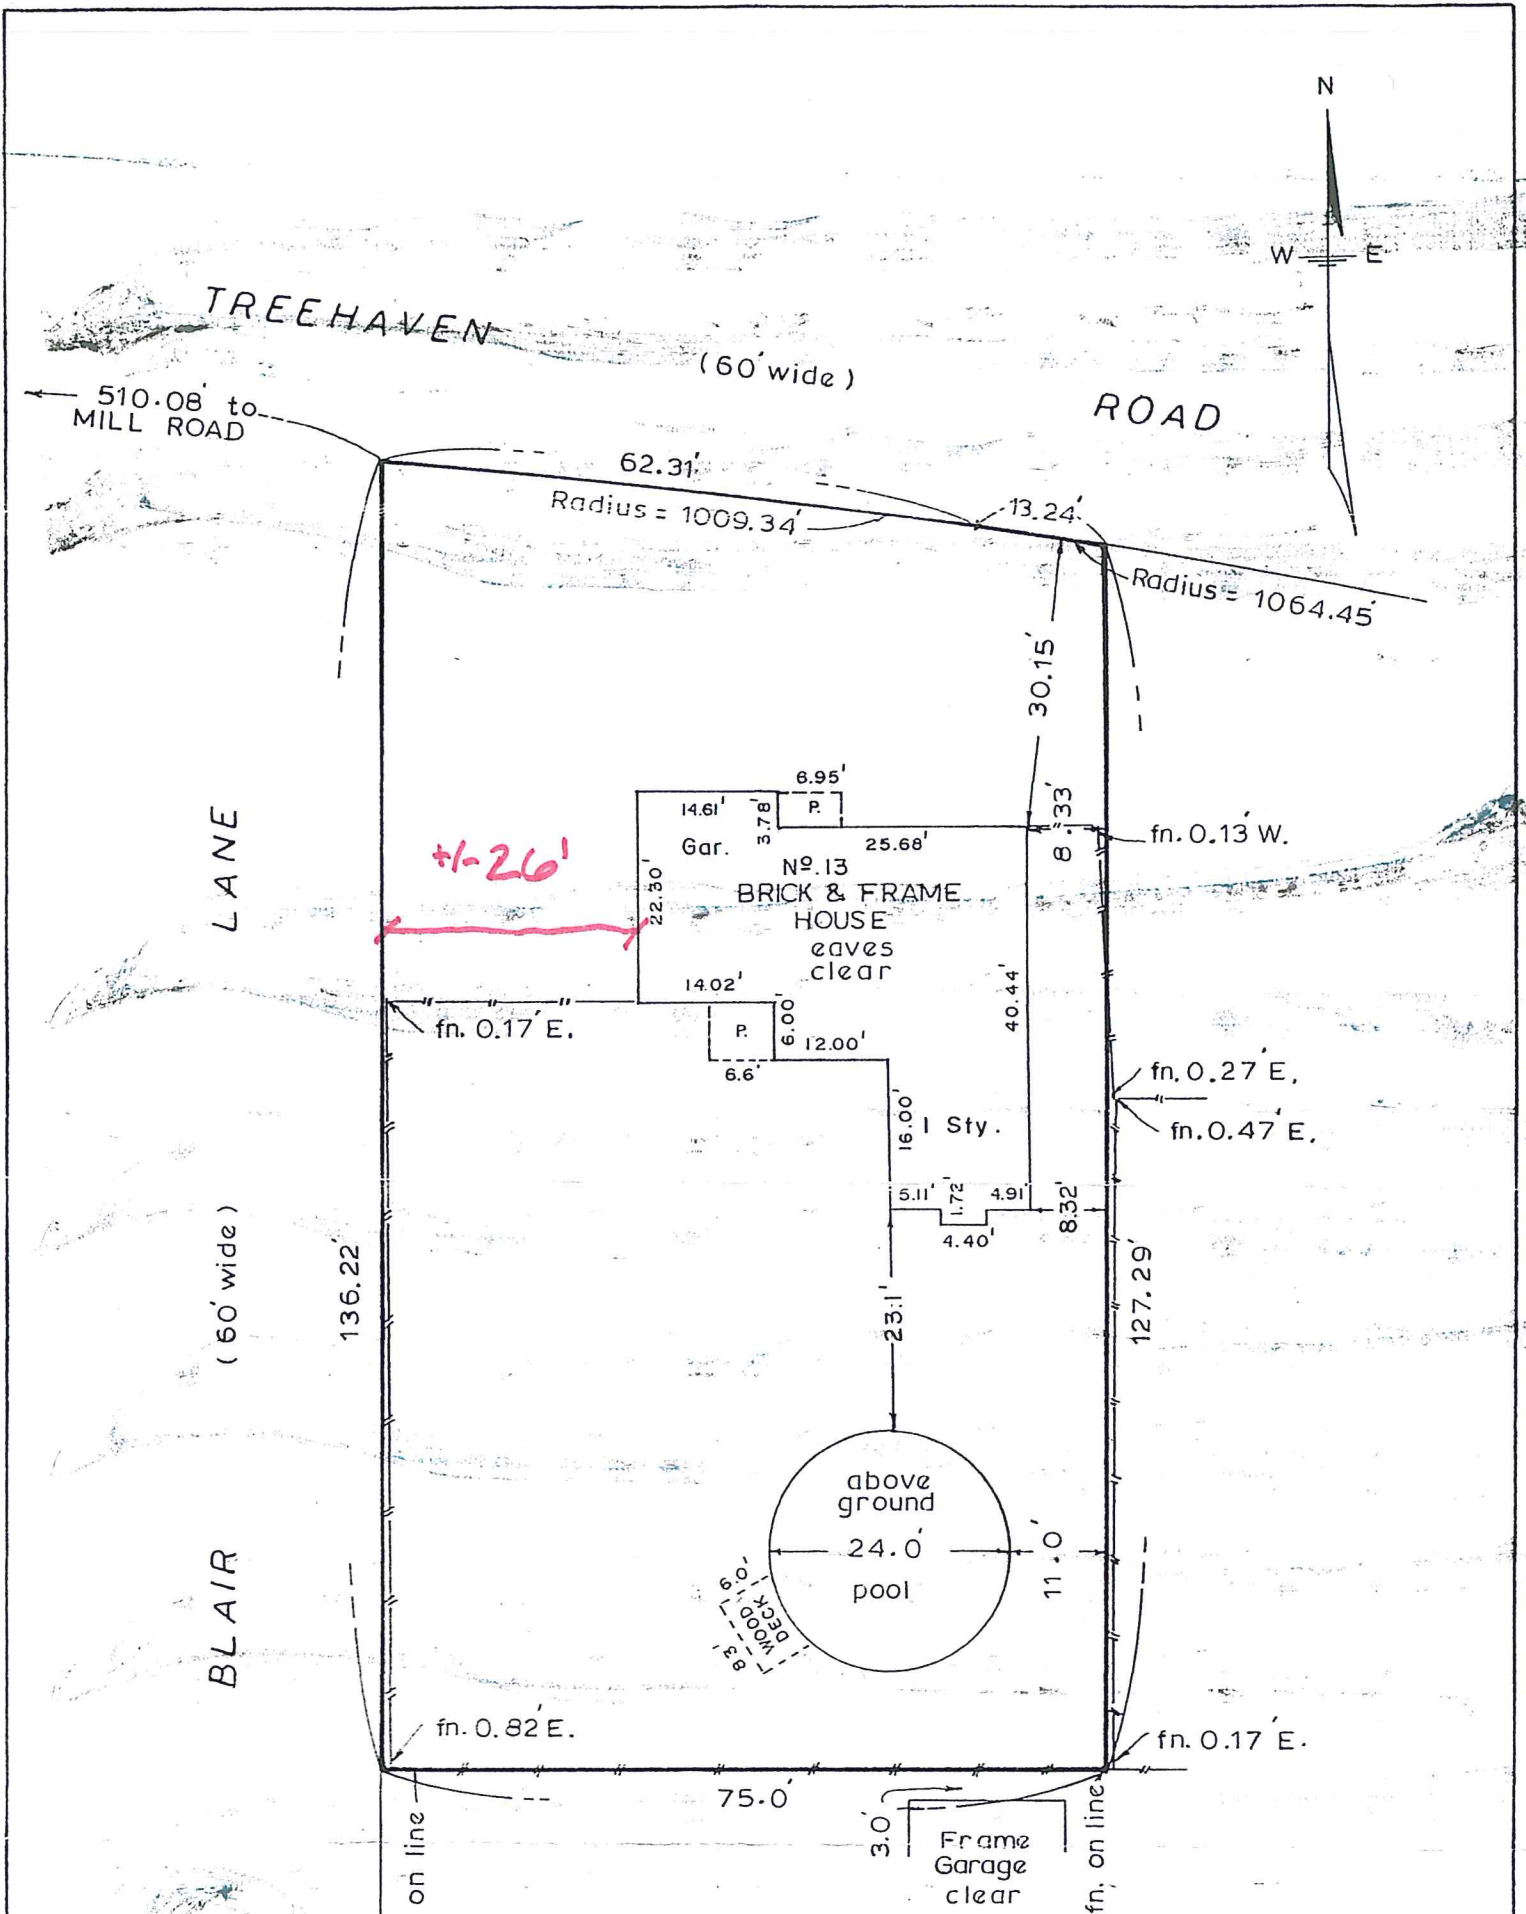 N
W E
TREEHAVEN
(60' wide)
ROAD
510.08' to
MILL ROAD
62.31'
Radius = 1009.34'
13.24'
Radius = 1064.45'
30.15'
LANE
6.95'
14.61'
P.
3.78'
8.33'
fn. 0.13' W.
Gar.
25.68'
+/- 26'
22.30'
Nº. 13
BRICK & FRAME
HOUSE
eaves
clear
14.02'
40.44'
fn. 0.17' E.
P.
6.00'
12.00'
6.6'
fn. 0.27' E.
fn. 0.47' E.
16.00'
1 Sty.
5.11'
1.72'
4.91'
8.32'
4.40'
(60' wide)
136.22'
23.1'
127.29'
above
ground
24.0'
pool
11.0'
BLAIR
WOOD
DECK
fn. 0.82' E.
fn. 0.17' E.
75.0'
3.0'
on line
Frame
Garage
clear
fn. on line